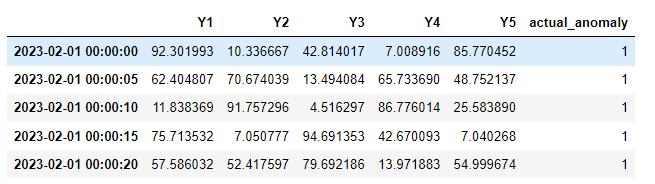 Y1 Y2 Y3 Y4 Y5 actual_anomaly
2023-02-01 00:00:00 92.301993 10.336667 42.814017 7.008916 85.770452 1
2023-02-01 00:00:05 62.404807 70.674039 13.494084 65.733690 48.752137 1
2023-02-01 00:00:10 11.838369 91.757296 4.516297 86.776014 25.583890 1
2023-02-01 00:00:15 75.713532 7.050777 94.691353 42.670093 7.040268 1
2023-02-01 00:00:20 57.586032 52.417597 79.692186 13.971883 54.999674 1